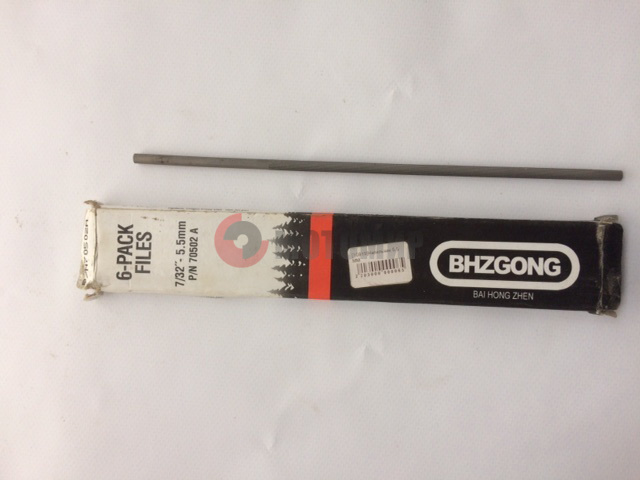 6-PACK
FILES
7/32"- 5.5mm
P/N 70502 A
BHZGONG
BAI HONG ZHEN